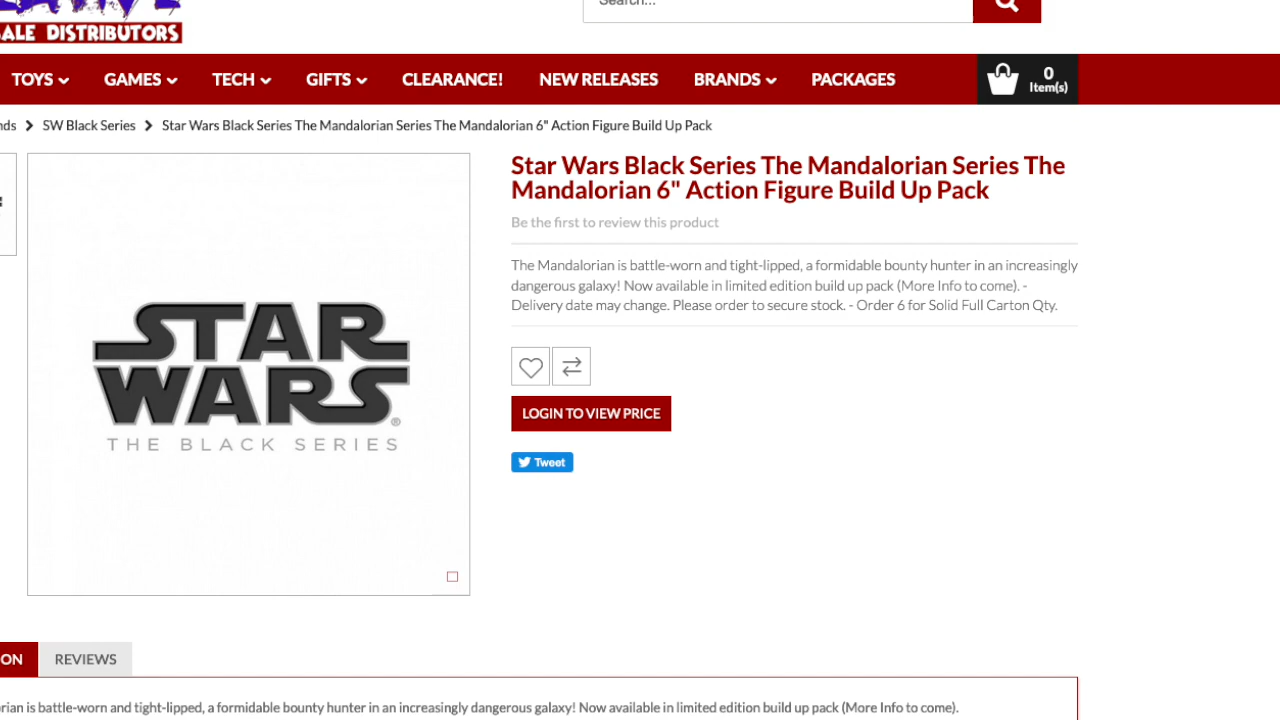 Search...
ALE DISTRIBUTORS
TOYS GAMES TECH GIFTS CLEARANCE! NEW RELEASES BRANDS PACKAGES 0 Item(s)
SW Black Series Star Wars Black Series The Mandalorian Series The Mandalorian 6" Action Figure Build Up Pack
STAR
WARS®
THE BLACK SERIES
Star Wars Black Series The Mandalorian Series The
Mandalorian 6" Action Figure Build Up Pack
Be the first to review this product
The Mandalorian is battle-worn and tight-lipped, a formidable bounty hunter in an increasingly
dangerous galaxy! Now available in limited edition build up pack (More Info to come). -
Delivery date may change. Please order to secure stock. - Order 6 for Solid Full Carton Qty.
LOGIN TO VIEW PRICE
Tweet
ON REVIEWS
rian is battle-worn and tight-lipped, a formidable bounty hunter in an increasingly dangerous galaxy! Now available in limited edition build up pack (More Info to come).